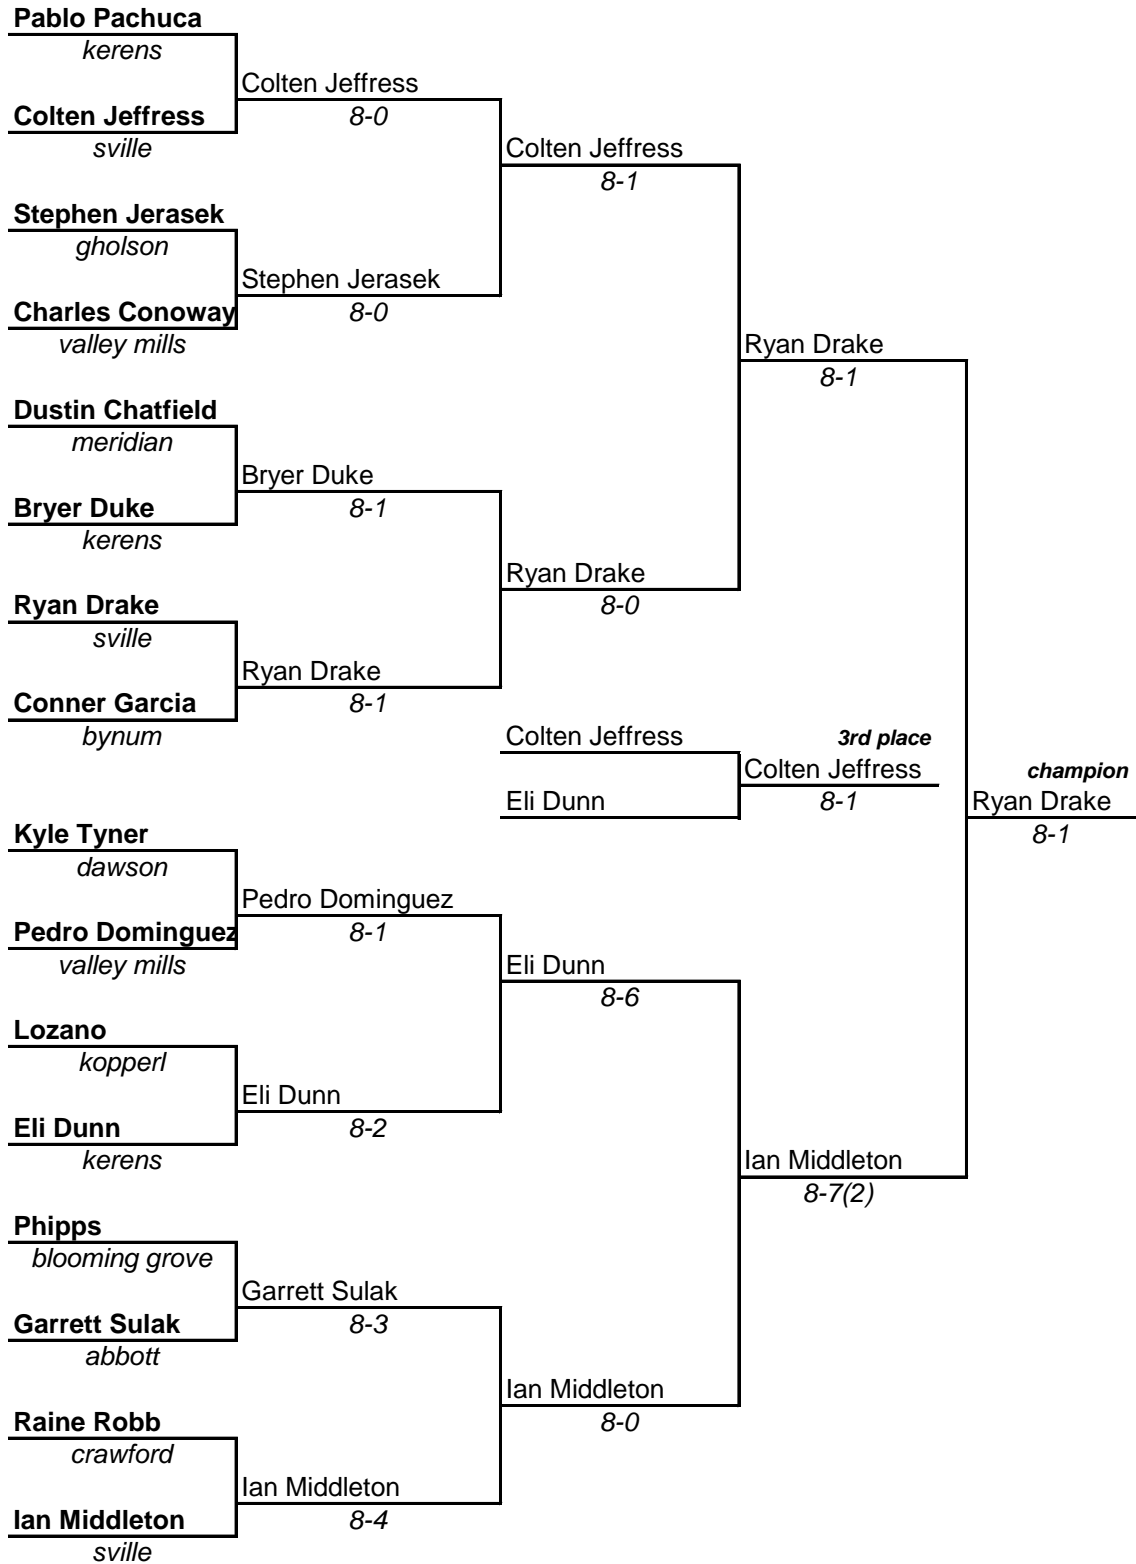 Pablo Pachuca
kerens
Colten Jeffress
8-0
Colten Jeffress
sville
Colten Jeffress
8-1
Stephen Jerasek
gholson
Stephen Jerasek
8-0
Charles Conoway
valley mills
Ryan Drake
8-1
Dustin Chatfield
meridian
Bryer Duke
8-1
Bryer Duke
kerens
Ryan Drake
8-0
Ryan Drake
sville
Ryan Drake
8-1
Conner Garcia
bynum
Colten Jeffress
3rd place
Colten Jeffress
8-1
Eli Dunn
champion
Ryan Drake
8-1
Kyle Tyner
dawson
Pedro Dominguez
8-1
Pedro Dominguez
valley mills
Eli Dunn
8-6
Lozano
kopperl
Eli Dunn
8-2
Eli Dunn
kerens
Ian Middleton
8-7(2)
Phipps
blooming grove
Garrett Sulak
8-3
Garrett Sulak
abbott
Ian Middleton
8-0
Raine Robb
crawford
Ian Middleton
8-4
Ian Middleton
sville